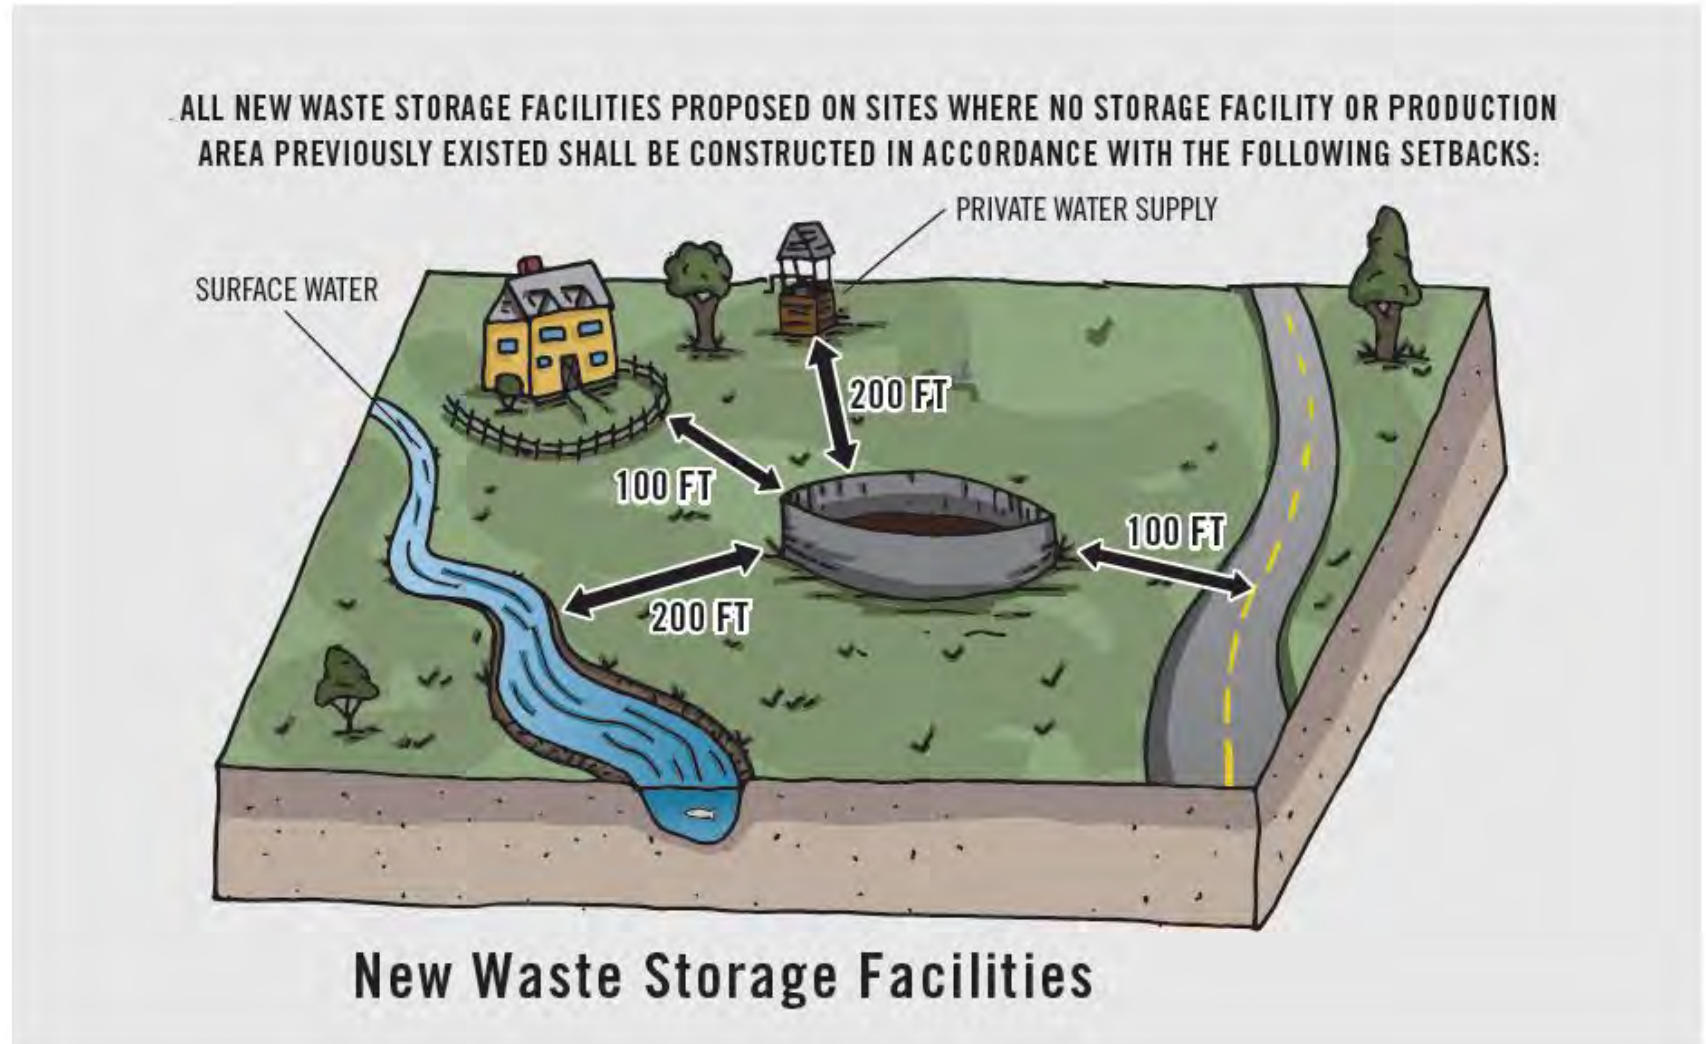 ALL NEW WASTE STORAGE FACILITIES PROPOSED ON SITES WHERE NO STORAGE FACILITY OR PRODUCTION
AREA PREVIOUSLY EXISTED SHALL BE CONSTRUCTED IN ACCORDANCE WITH THE FOLLOWING SETBACKS:
PRIVATE WATER SUPPLY
SURFACE WATER
200 FT
100 FT
100 FT
200 FT
New Waste Storage Facilities